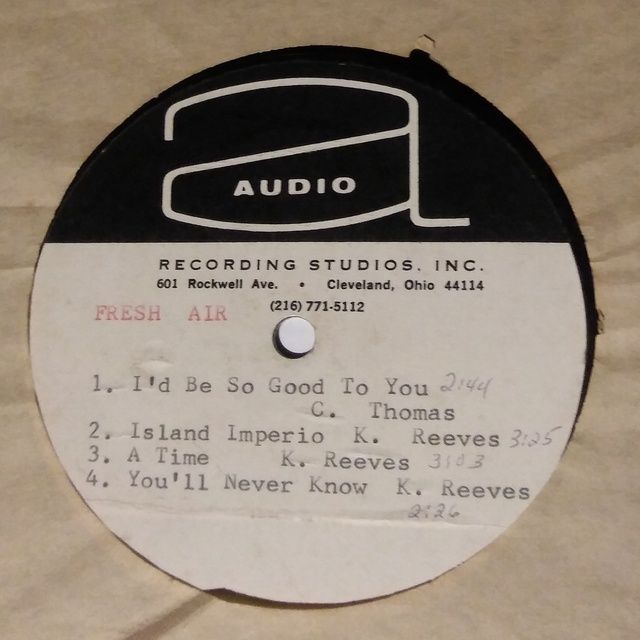 AUDIO
RECORDING STUDIOS, INC.
601 Rockwell Ave. • Cleveland, Ohio 44114
(216) 771-5112
FRESH AIR
1. I'd Be So Good To You 2:44
C. Thomas
2. Island Imperio K. Reeves 3:25
3. A Time K. Reeves 3:03
4. You'll Never Know K. Reeves
2:26